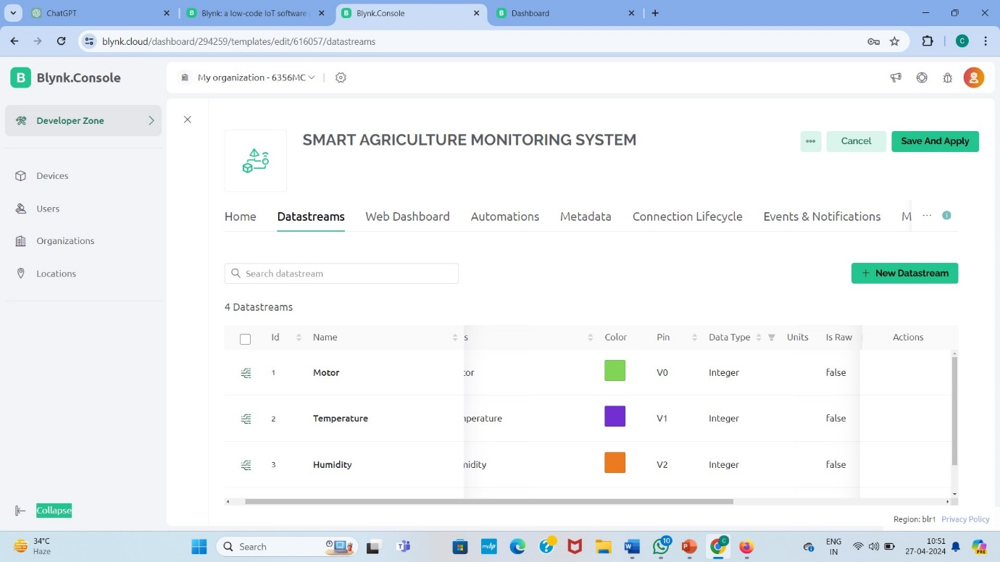 ChatGPT
Blynk: a low-code IoT software
Blynk.Console
Dashboard
blynk.cloud/dashboard/294259/templates/edit/616057/datastreams
C
B Blynk.Console
My organization - 6356MC
Developer Zone
Devices
Users
Organizations
Locations
Collapse
SMART AGRICULTURE MONITORING SYSTEM
Cancel
Save And Apply
Home Datastreams Web Dashboard Automations Metadata Connection Lifecycle Events & Notifications M
Search datastream
+ New Datastream
4 Datastreams
Id Name s Color Pin Data Type Units Is Raw Actions
1 Motor tor V0 Integer false
2 Temperature nperature V1 Integer false
3 Humidity nidity V2 Integer false
Region: blr1 Privacy Policy
34°C
Haze
Search
10
ENG
IN
10:51
27-04-2024